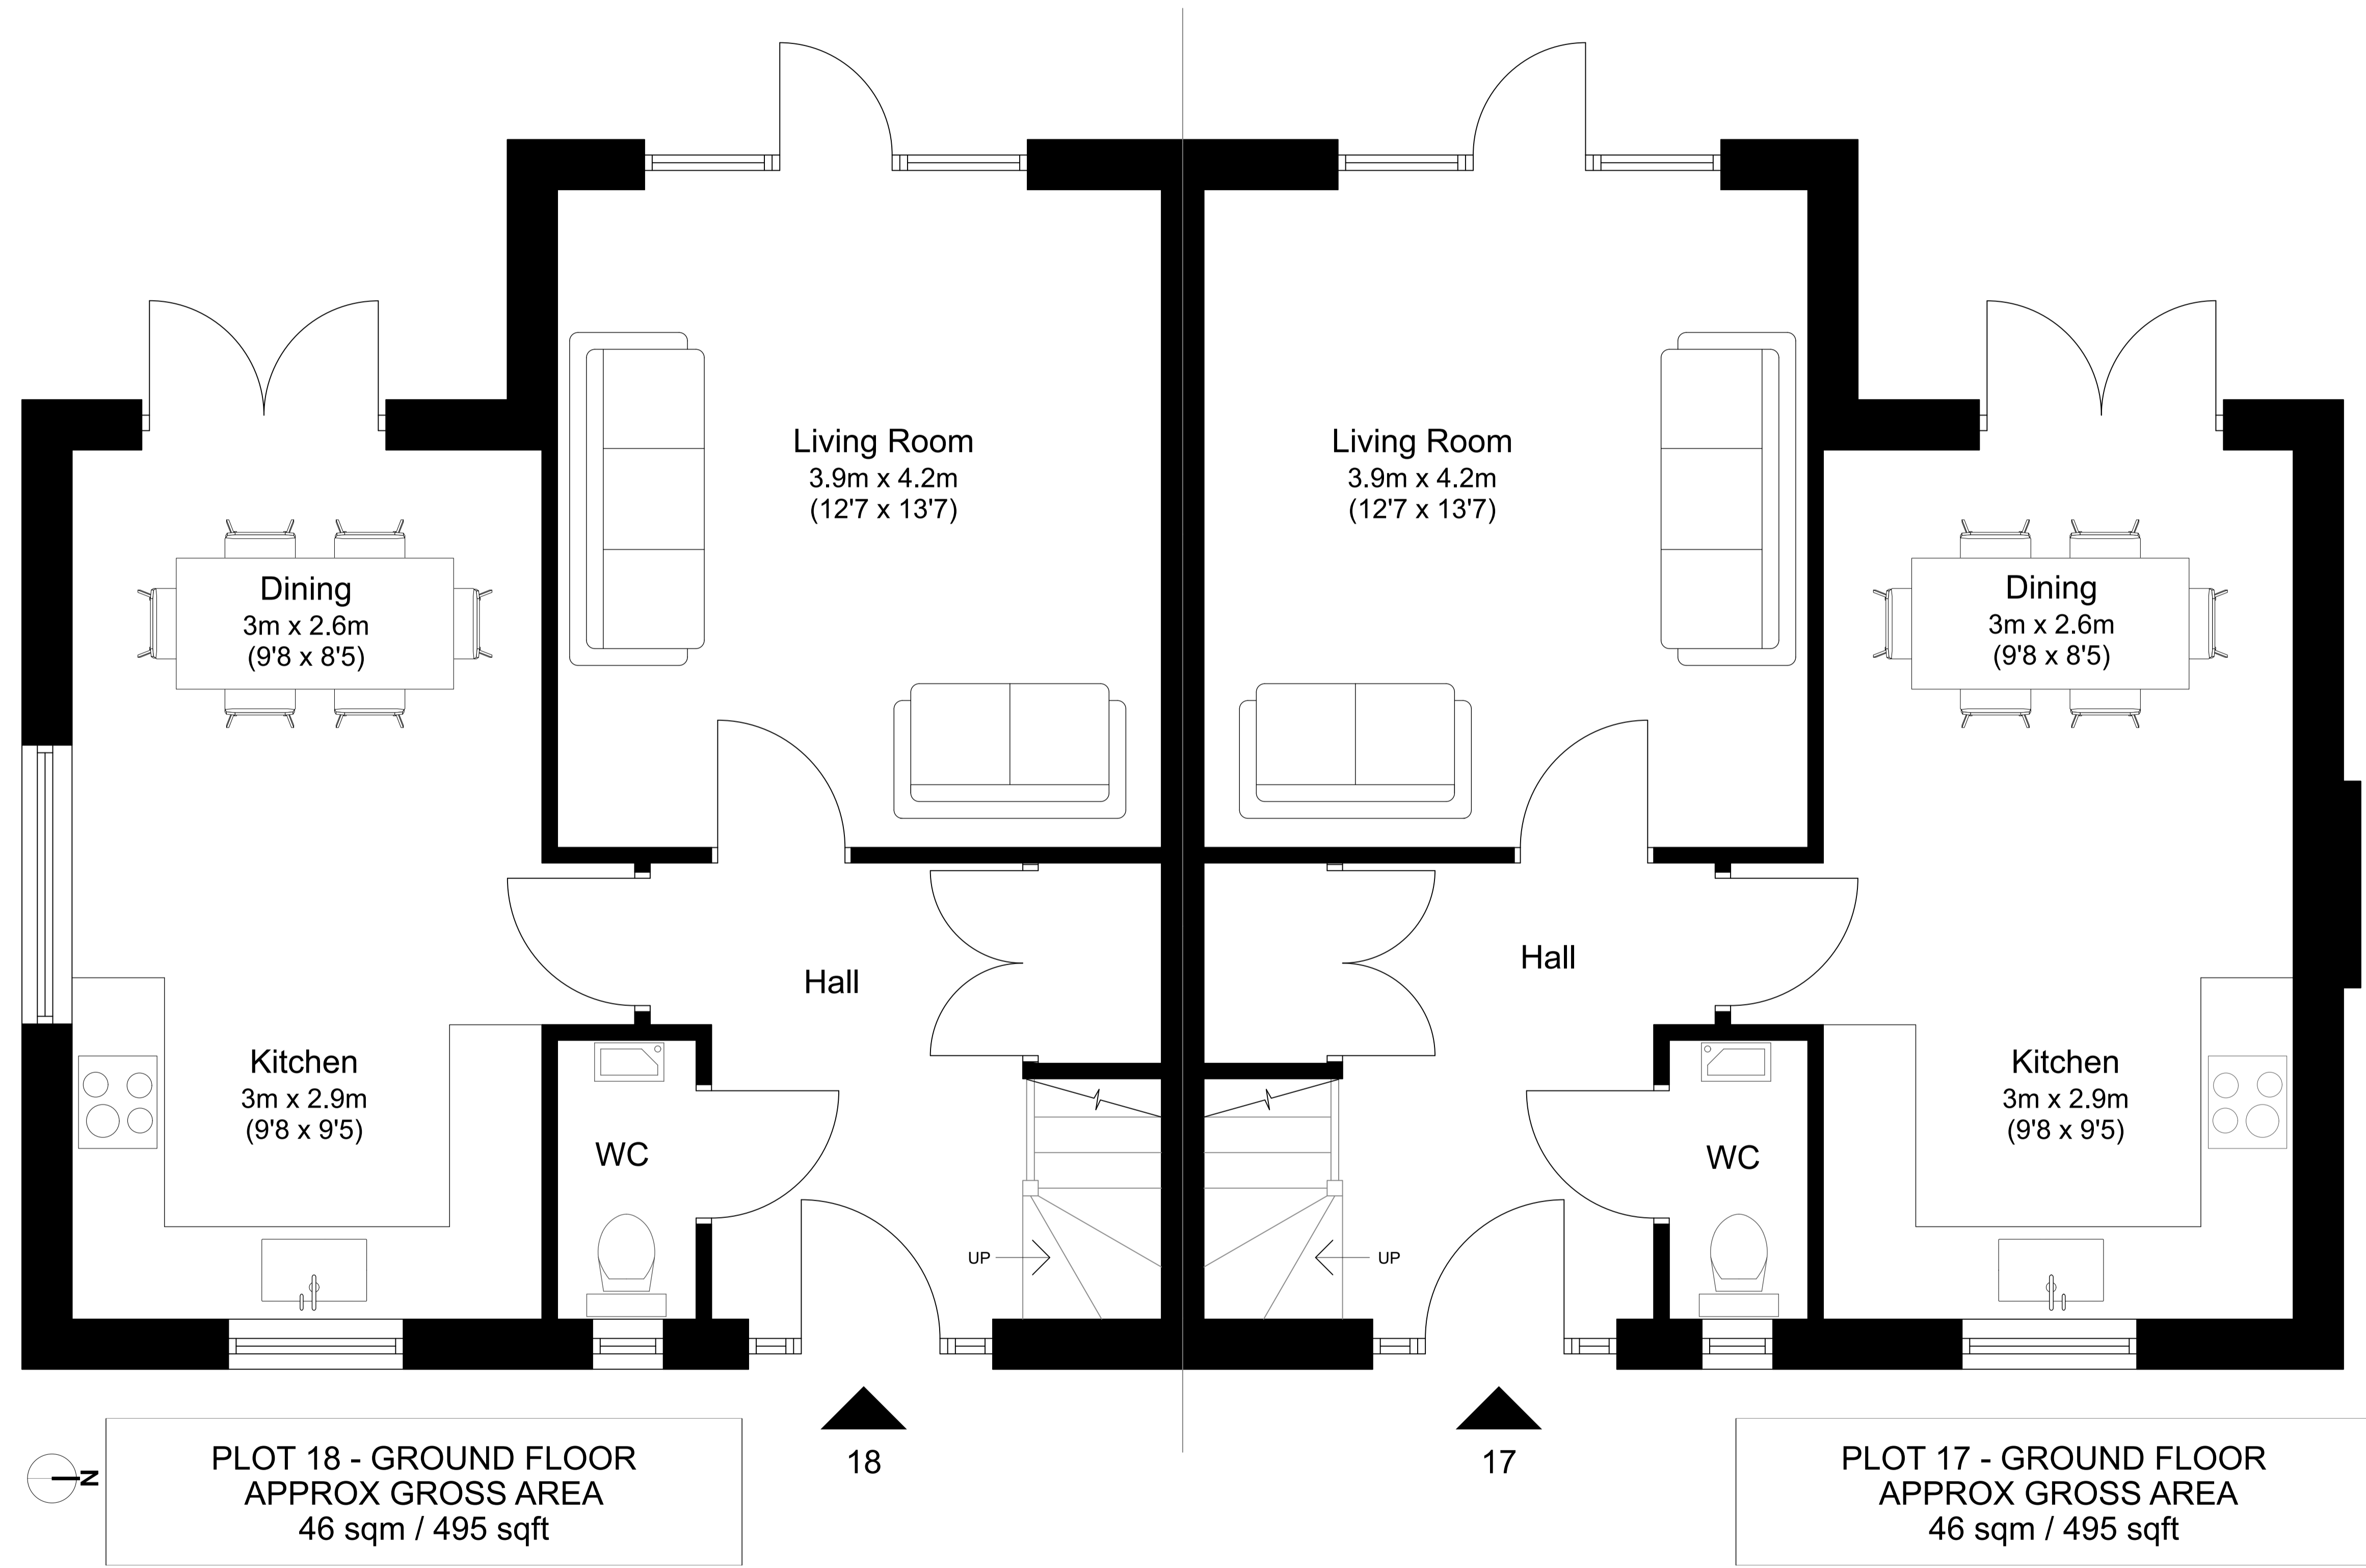 Living Room
3.9m x 4.2m
(12'7 x 13'7)
Living Room
3.9m x 4.2m
(12'7 x 13'7)
Dining
3m x 2.6m
(9'8 x 8'5)
Dining
3m x 2.6m
(9'8 x 8'5)
Hall
Hall
Kitchen
3m x 2.9m
(9'8 x 9'5)
WC
WC
Kitchen
3m x 2.9m
(9'8 x 9'5)
UP
UP
18
17
N
PLOT 18 - GROUND FLOOR
APPROX GROSS AREA
46 sqm / 495 sqft
PLOT 17 - GROUND FLOOR
APPROX GROSS AREA
46 sqm / 495 sqft